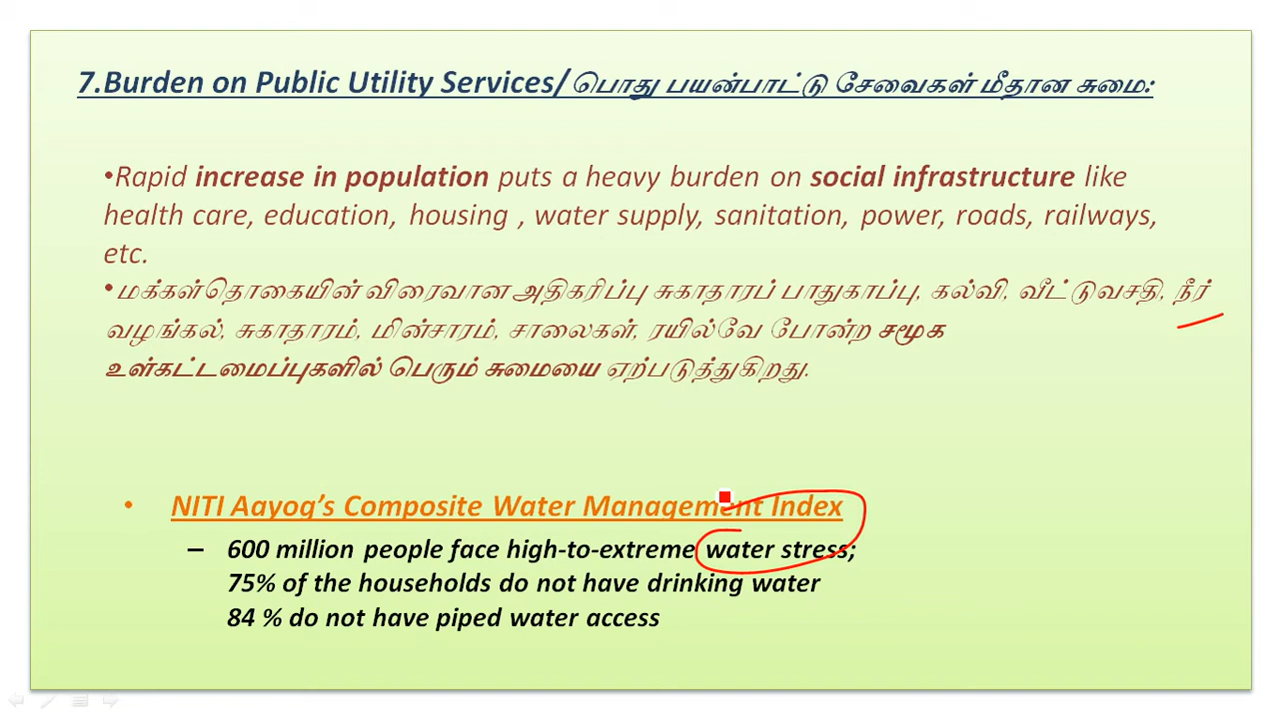 7.Burden on Public Utility Services/ பொது பயன்பாட்டு சேவைகள் மீதான சுமை:
•Rapid increase in population puts a heavy burden on social infrastructure like
health care, education, housing , water supply, sanitation, power, roads, railways,
etc.
•மக்கள்தொகையின் விரைவான அதிகரிப்பு சுகாதாரப் பாதுகாப்பு, கல்வி, வீட்டுவசதி, நீர்
வழங்கல், சுகாதாரம், மின்சாரம், சாலைகள், ரயில்வே போன்ற சமூக
உள்கட்டமைப்புகளில் பெரும் சுமையை ஏற்படுத்துகிறது.
• NITI Aayog’s Composite Water Management Index
– 600 million people face high-to-extreme water stress;
75% of the households do not have drinking water
84 % do not have piped water access